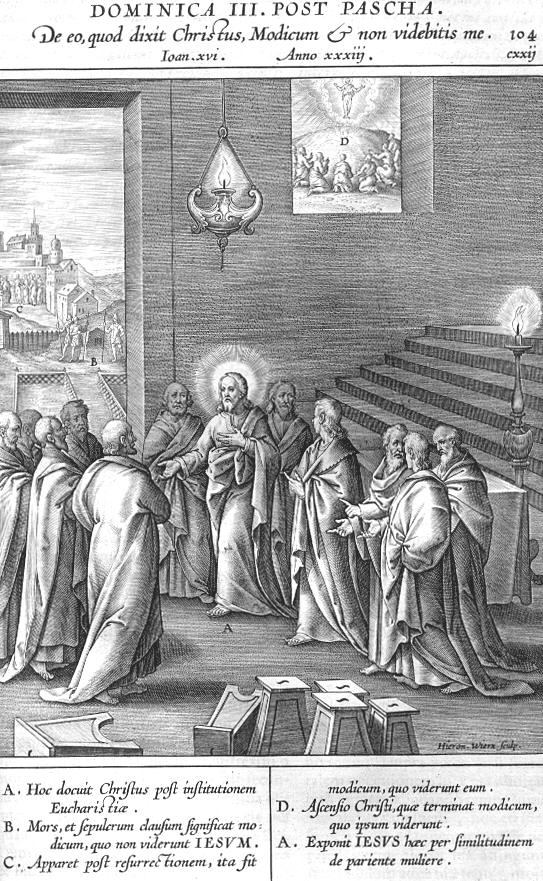 DOMINICA III. POST PASCHA.
De eo, quod dixit Christus, Modicum & non videbitis me. 104
Ioan. xvi. Anno xxxiij. cxxij
D
C
B
A
Hieron. Wierx sculp.
A. Hoc docuit Christus post institutionem
Eucharistiæ.
B. Mors, et sepulcrum clausum significat mo:
dicum, quo non viderunt IESVM.
C. Apparet post resurrectionem, ita fit
modicum, quo viderunt eum.
D. Ascensio Christi, quæ terminat modicum,
quo ipsum viderunt.
A. Exponit IESVS hæc per similitudinem
de pariente muliere.